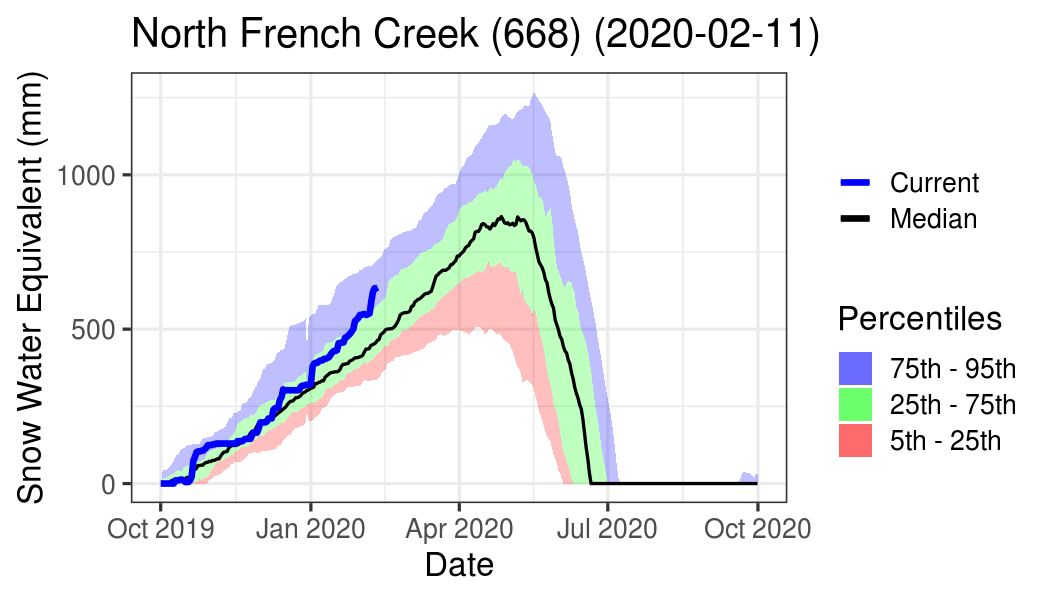 North French Creek (668) (2020-02-11)
Snow Water Equivalent (mm)
1000
500
0
Oct 2019 Jan 2020 Apr 2020 Jul 2020 Oct 2020
Date
Current
Median
Percentiles
75th - 95th
25th - 75th
5th - 25th